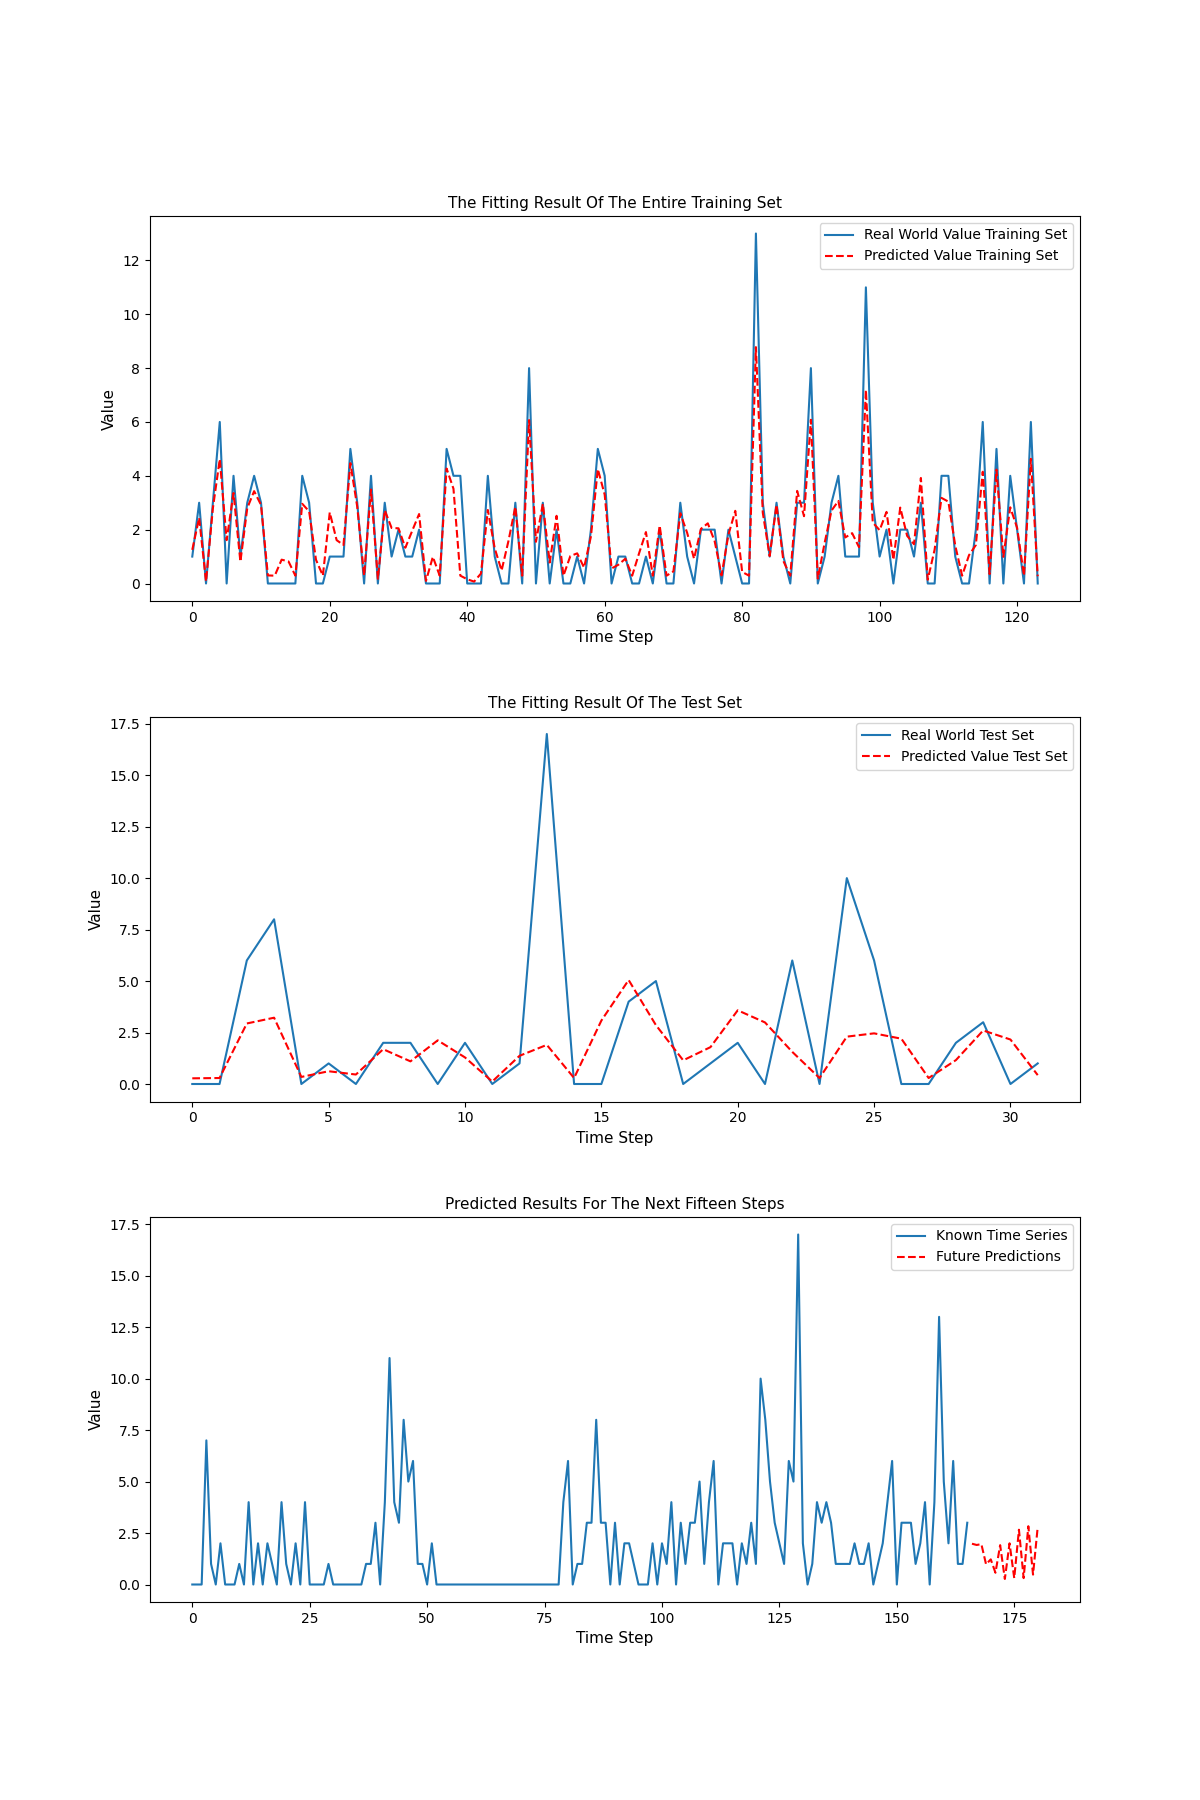 The Fitting Result Of The Entire Training Set
Real World Value Training Set
Predicted Value Training Set
Value
12
10
8
6
4
2
0
0 20 40 60 80 100 120
Time Step
The Fitting Result Of The Test Set
Real World Test Set
Predicted Value Test Set
Value
17.5
15.0
12.5
10.0
7.5
5.0
2.5
0.0
0 5 10 15 20 25 30
Time Step
Predicted Results For The Next Fifteen Steps
Known Time Series
Future Predictions
Value
17.5
15.0
12.5
10.0
7.5
5.0
2.5
0.0
0 25 50 75 100 125 150 175
Time Step